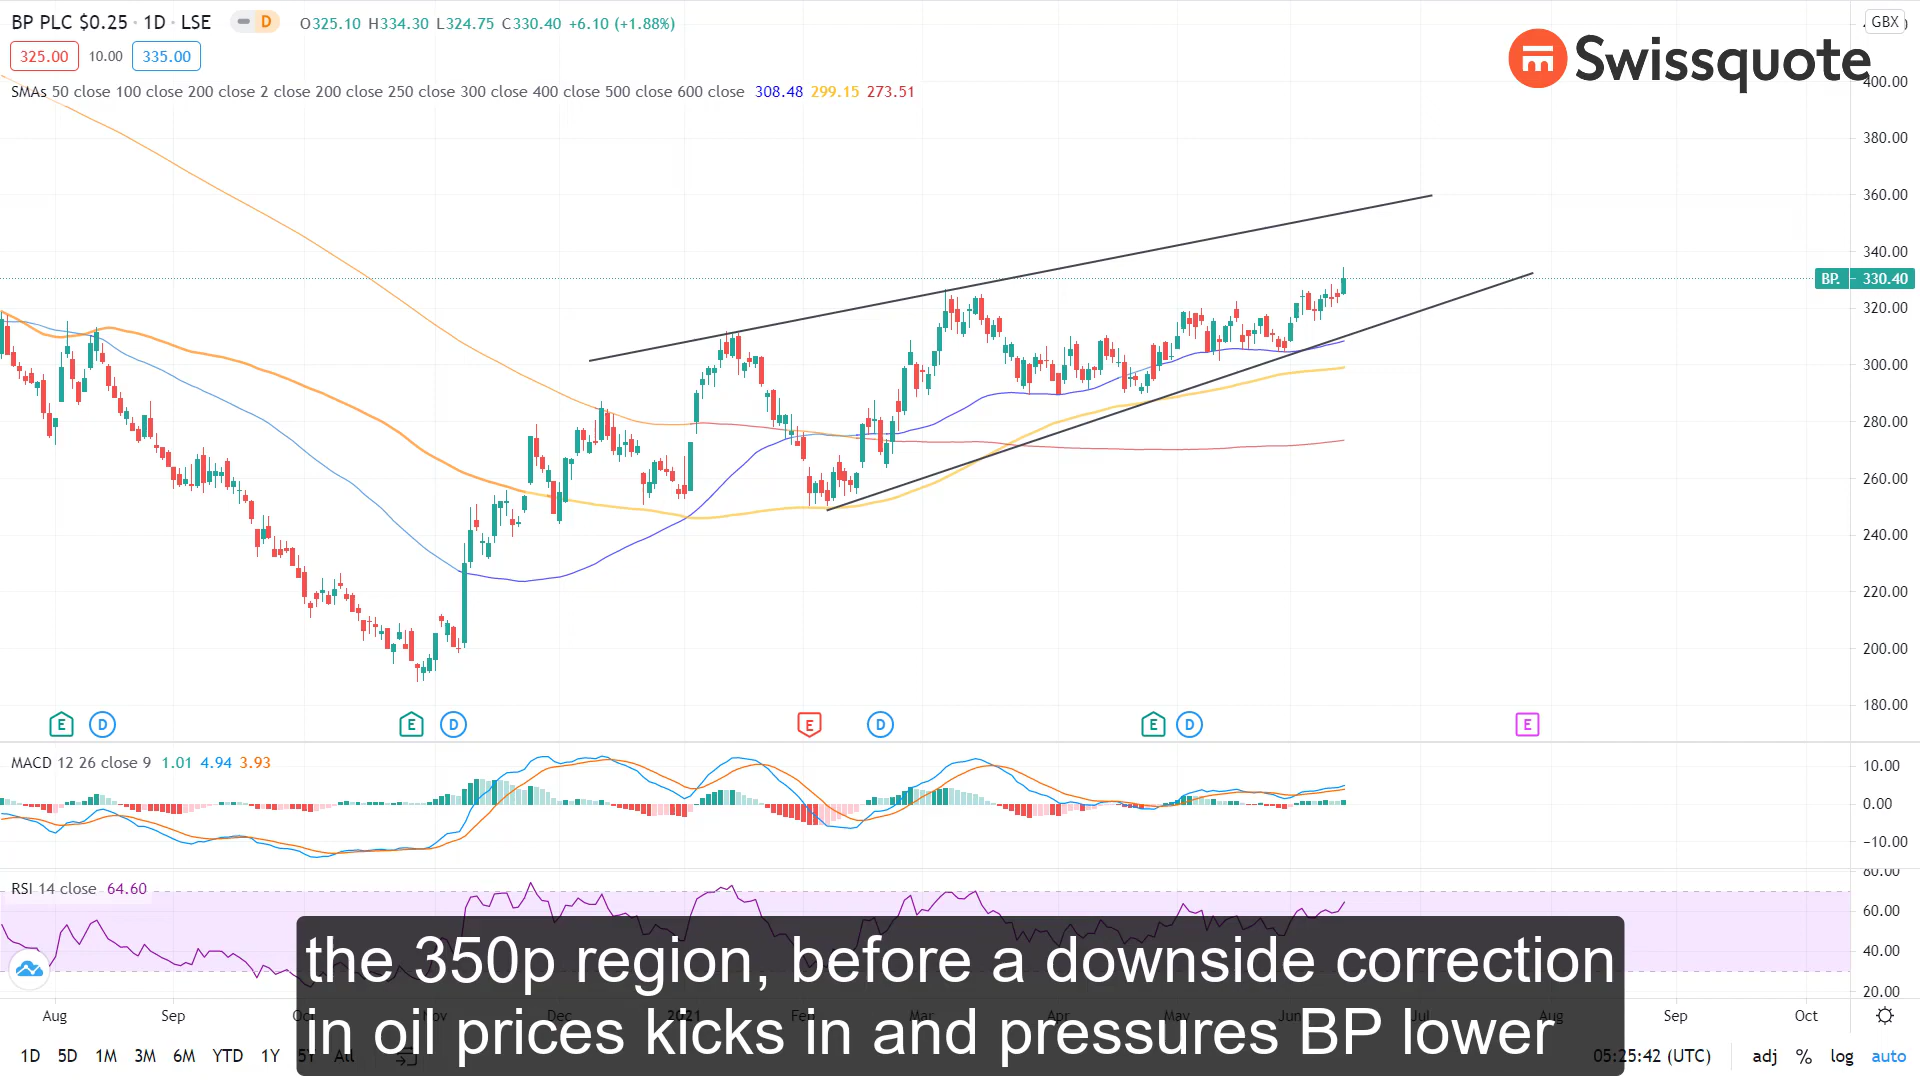 BP PLC $0.25 · 1D · LSE D O325.10 H334.30 L324.75 C330.40 +6.10 (+1.88%)
GBX
325.00 10.00 335.00
Swissquote
SMAs 50 close 100 close 200 close 2 close 200 close 250 close 300 close 400 close 500 close 600 close 308.48 299.15 273.51
400.00
380.00
360.00
340.00
BP. 330.40
320.00
300.00
280.00
260.00
240.00
220.00
200.00
180.00
E D E D E D E D E
MACD 12 26 close 9 1.01 4.94 3.93
10.00
0.00
−10.00
RSI 14 close 64.60
80.00
60.00
40.00
20.00
the 350p region, before a downside correction
in oil prices kicks in and pressures BP lower
Aug Sep Oct Nov Dec 2021 Feb Mar Apr May Jun Jul Aug Sep Oct
1D 5D 1M 3M 6M YTD 1Y 5Y All 05:25:42 (UTC) adj % log auto